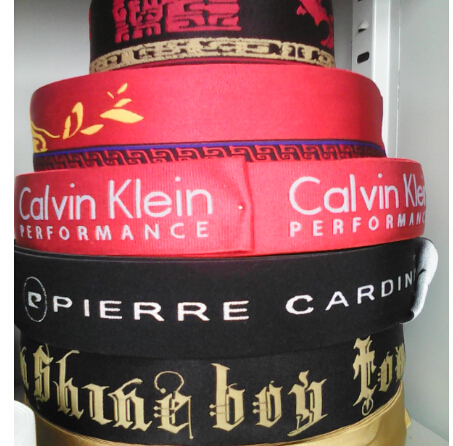 Calvin Klein Calvin Klein
PERFORMANCE PERFORMANCE
PIERRE CARDIN
Shine boy